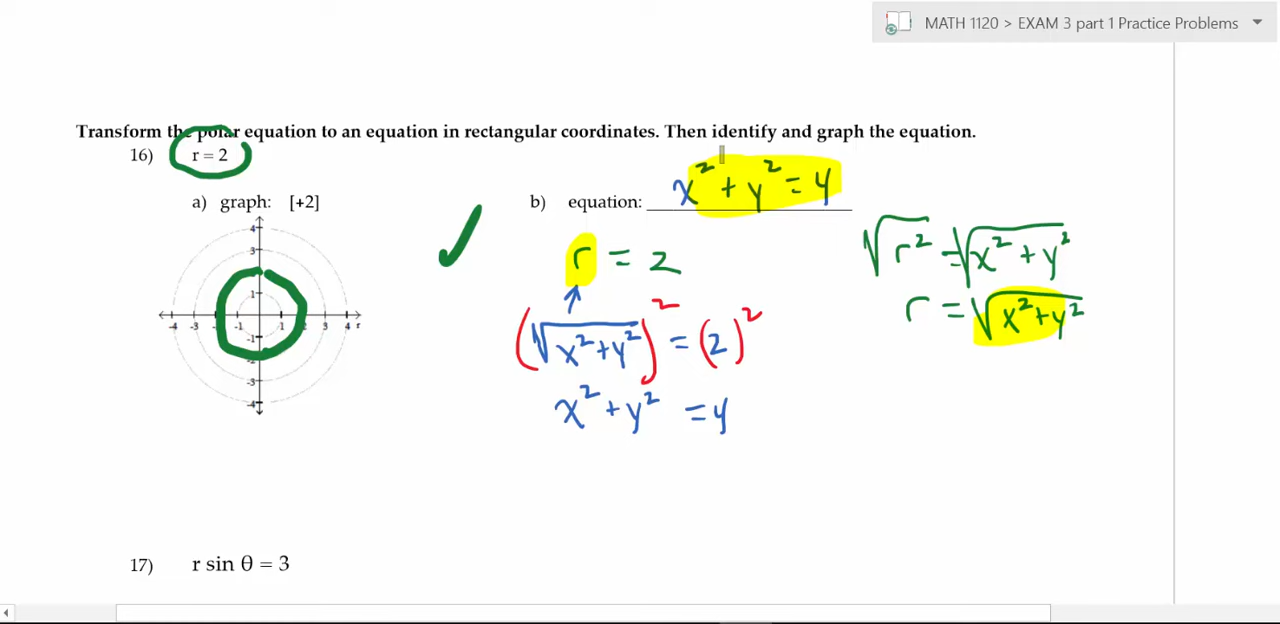 MATH 1120 > EXAM 3 part 1 Practice Problems
Transform the polar equation to an equation in rectangular coordinates. Then identify and graph the equation.
16) r = 2
a) graph: [+2]
b) equation: x² + y² = 4
4
3
1
-4 -3 -1 1 2 3 4 r
-1
-2
-3
-4
r = 2
(√x²+y²)² = (2)²
x² + y² = 4
√r² = √x² + y²
r = √x²+y²
17) r sin θ = 3